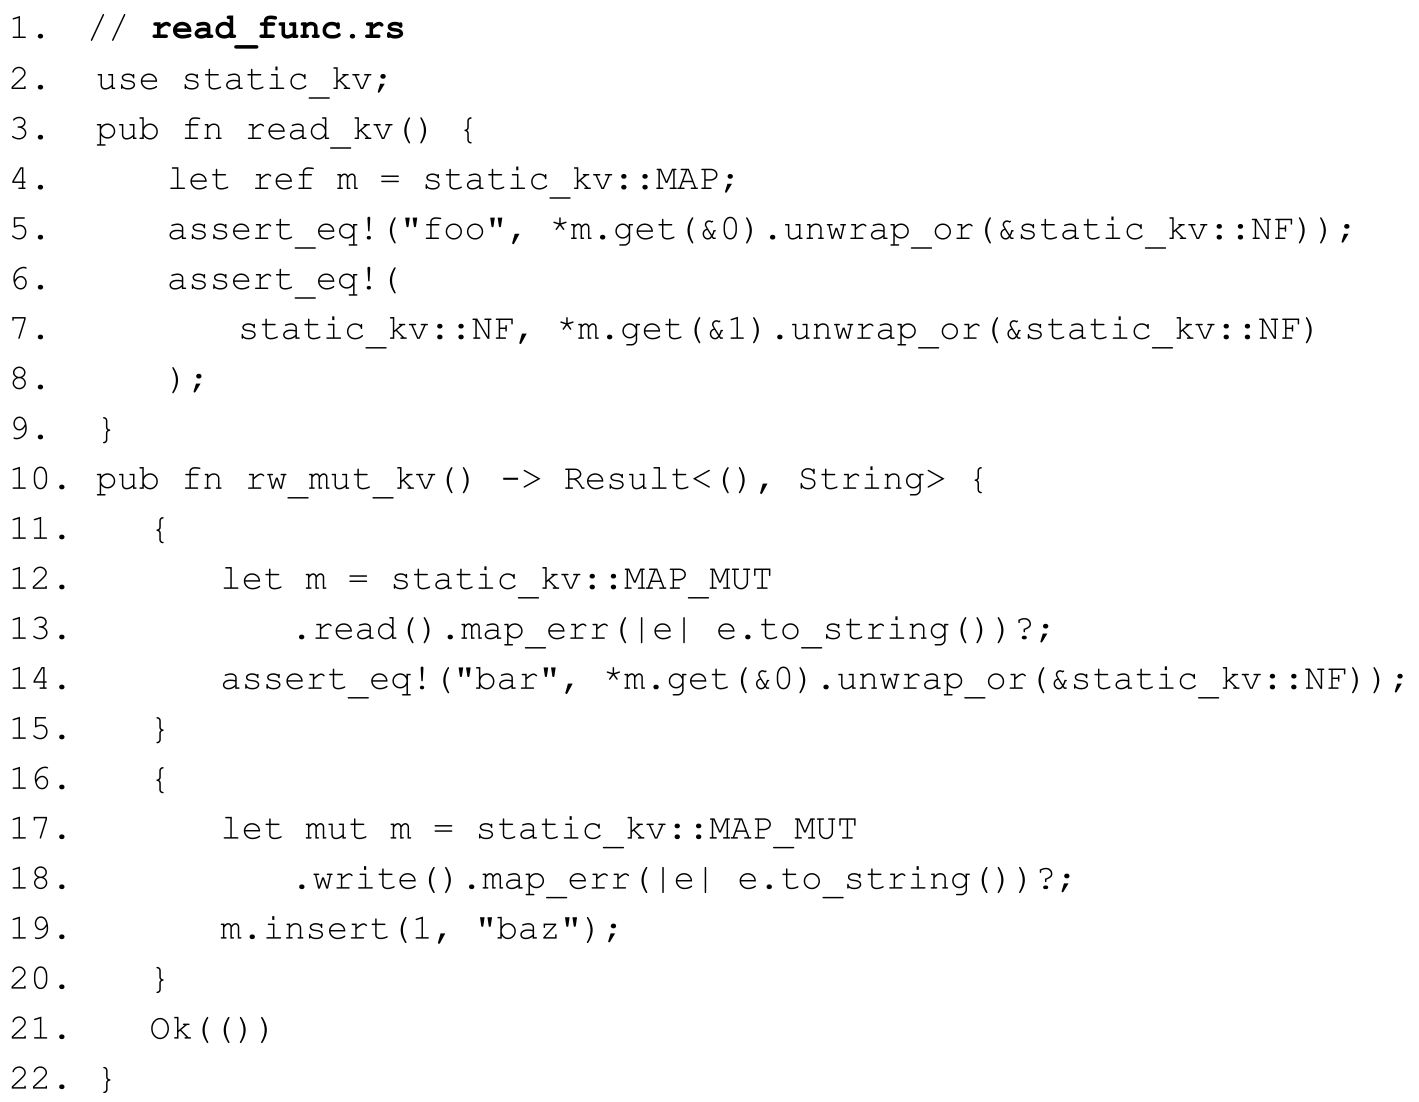 1. // read_func.rs
2. use static_kv;
3. pub fn read_kv() {
4. let ref m = static_kv::MAP;
5. assert_eq!("foo", *m.get(&0).unwrap_or(&static_kv::NF));
6. assert_eq!(
7. static_kv::NF, *m.get(&1).unwrap_or(&static_kv::NF)
8. );
9. }
10. pub fn rw_mut_kv() -> Result<(), String> {
11. {
12. let m = static_kv::MAP_MUT
13. .read().map_err(|e| e.to_string())?;
14. assert_eq!("bar", *m.get(&0).unwrap_or(&static_kv::NF));
15. }
16. {
17. let mut m = static_kv::MAP_MUT
18. .write().map_err(|e| e.to_string())?;
19. m.insert(1, "baz");
20. }
21. Ok(())
22. }